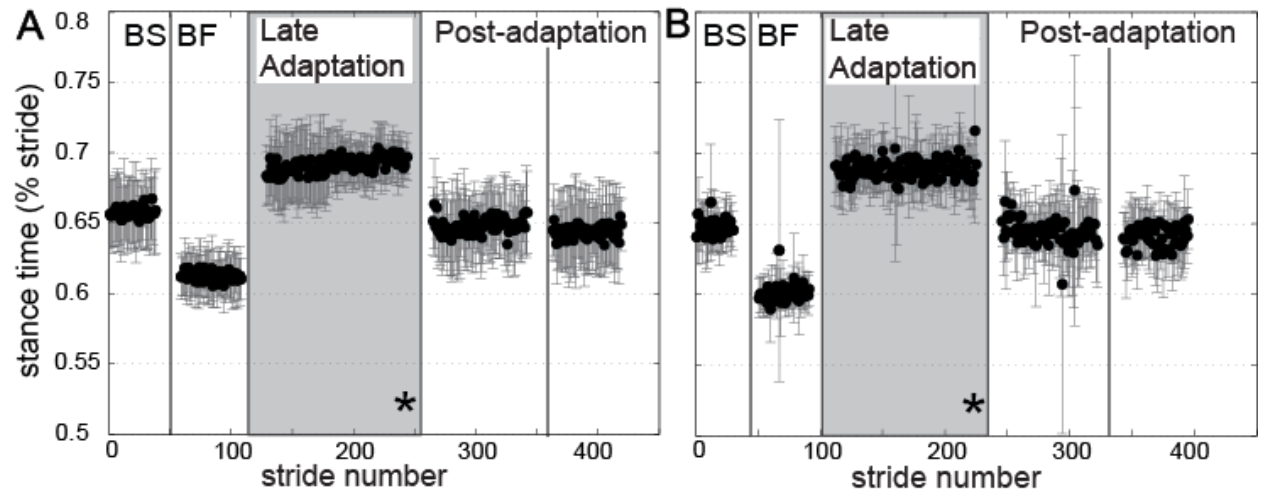 A
B
0.8
0.75
0.7
0.65
0.6
0.55
0.5
stance time (% stride)
BS BF
Late
Adaptation
Post-adaptation
*
0 100 200 300 400
stride number
BS BF
Late
Adaptation
Post-adaptation
*
0 100 200 300 400
stride number